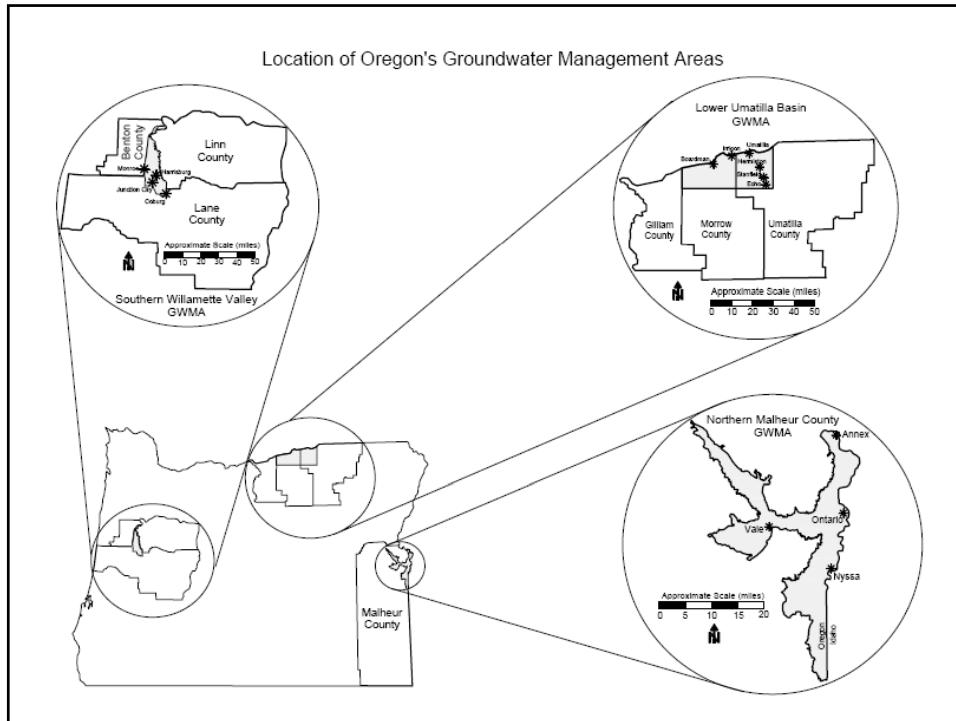 Location of Oregon's Groundwater Management Areas
Benton
County
Linn
County
Monroe
Harrisburg
Junction City
Coburg
Lane
County
Approximate Scale (miles)
0 10 20 30 40 50
N
Southern Willamette Valley
GWMA
Lower Umatilla Basin
GWMA
Umatilla
Irrigon
Boardman
Hermiston
Stanfield
Echo
Gilliam
County
Morrow
County
Umatilla
County
Approximate Scale (miles)
0 10 20 30 40 50
N
Northern Malheur County
GWMA
Annex
Ontario
Vale
Nyssa
Approximate Scale (miles)
0 5 10 15 20
N
Oregon
Idaho
Malheur
County